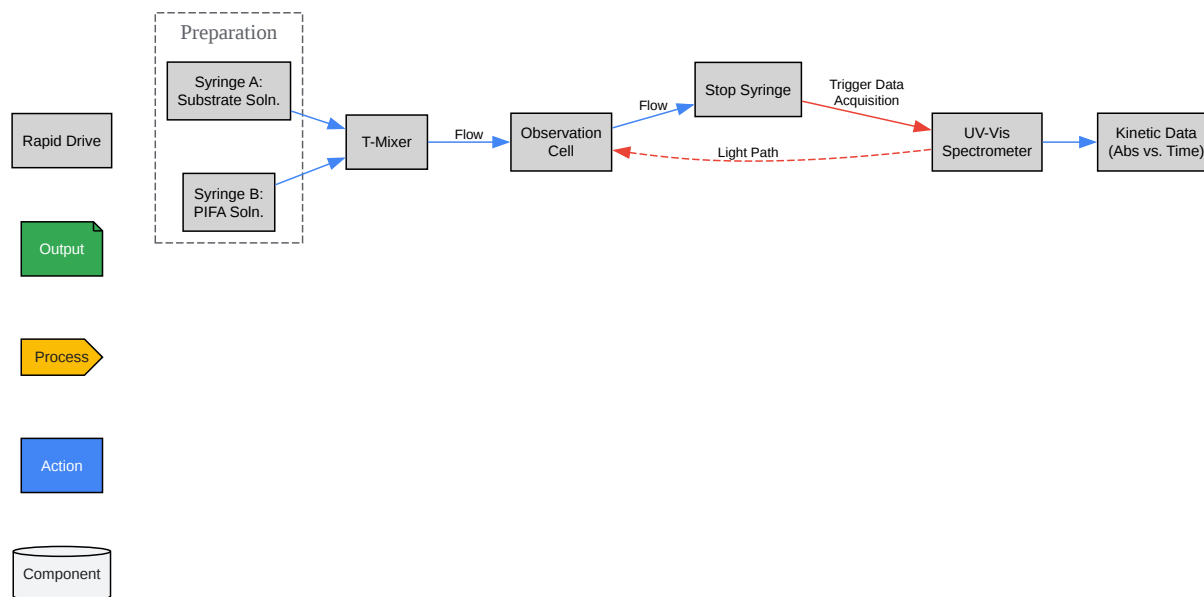 Preparation
Syringe A:
Substrate Soln.
Syringe B:
PIFA Soln.
Rapid Drive
T-Mixer
Flow
Observation
Cell
Flow
Stop Syringe
Trigger Data
Acquisition
Light Path
UV-Vis
Spectrometer
Kinetic Data
(Abs vs. Time)
Output
Process
Action
Component